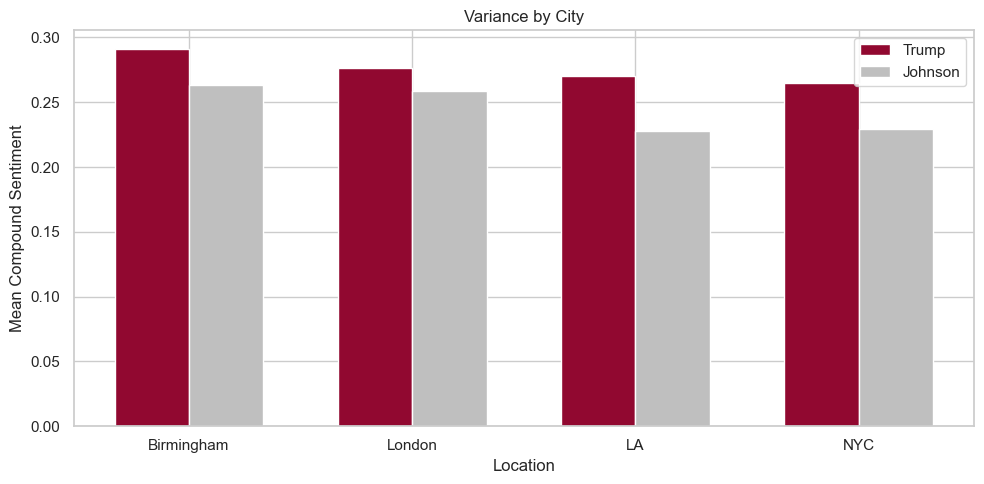 Variance by City
Trump
Johnson
Mean Compound Sentiment
0.30
0.25
0.20
0.15
0.10
0.05
0.00
Birmingham London LA NYC
Location